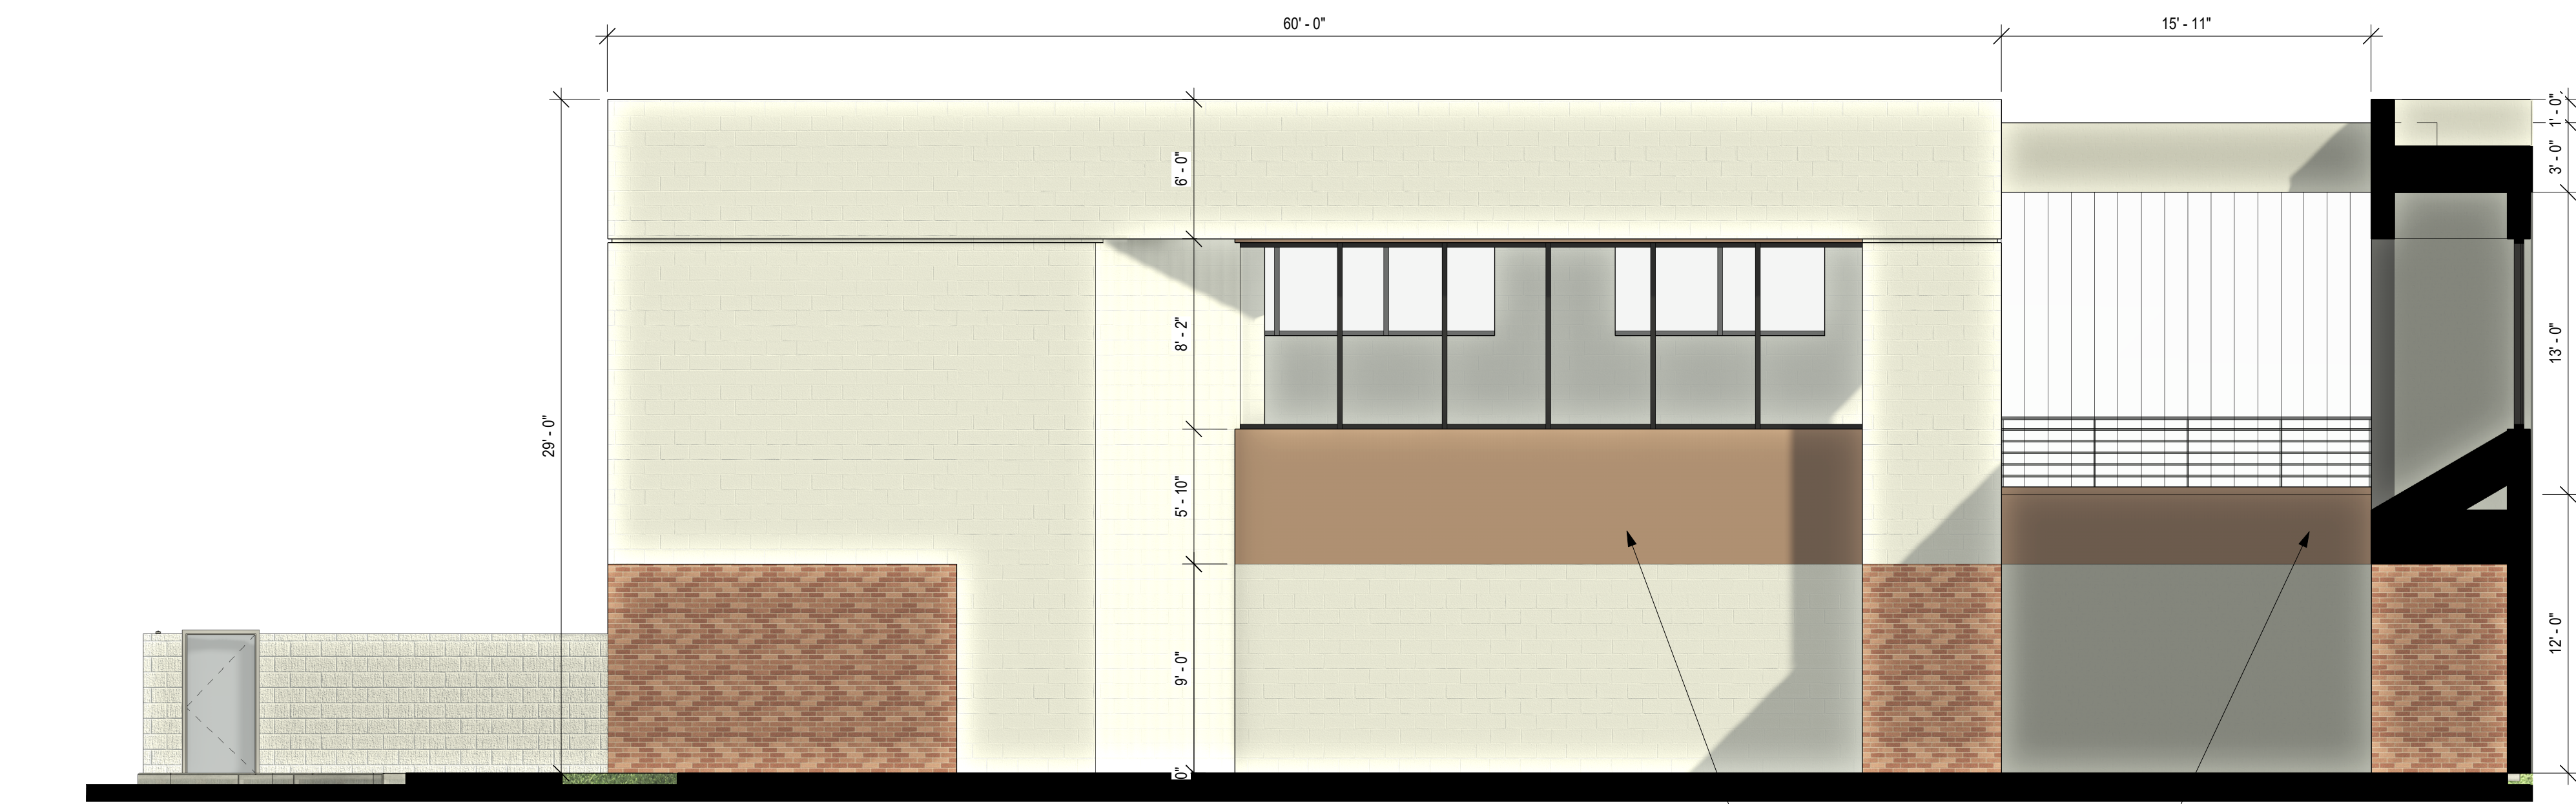 60' - 0"
15' - 11"
29' - 0"
6' - 0"
8' - 2"
5' - 10"
9' - 0"
0"
1' - 0"
3' - 0"
13' - 0"
12' - 0"